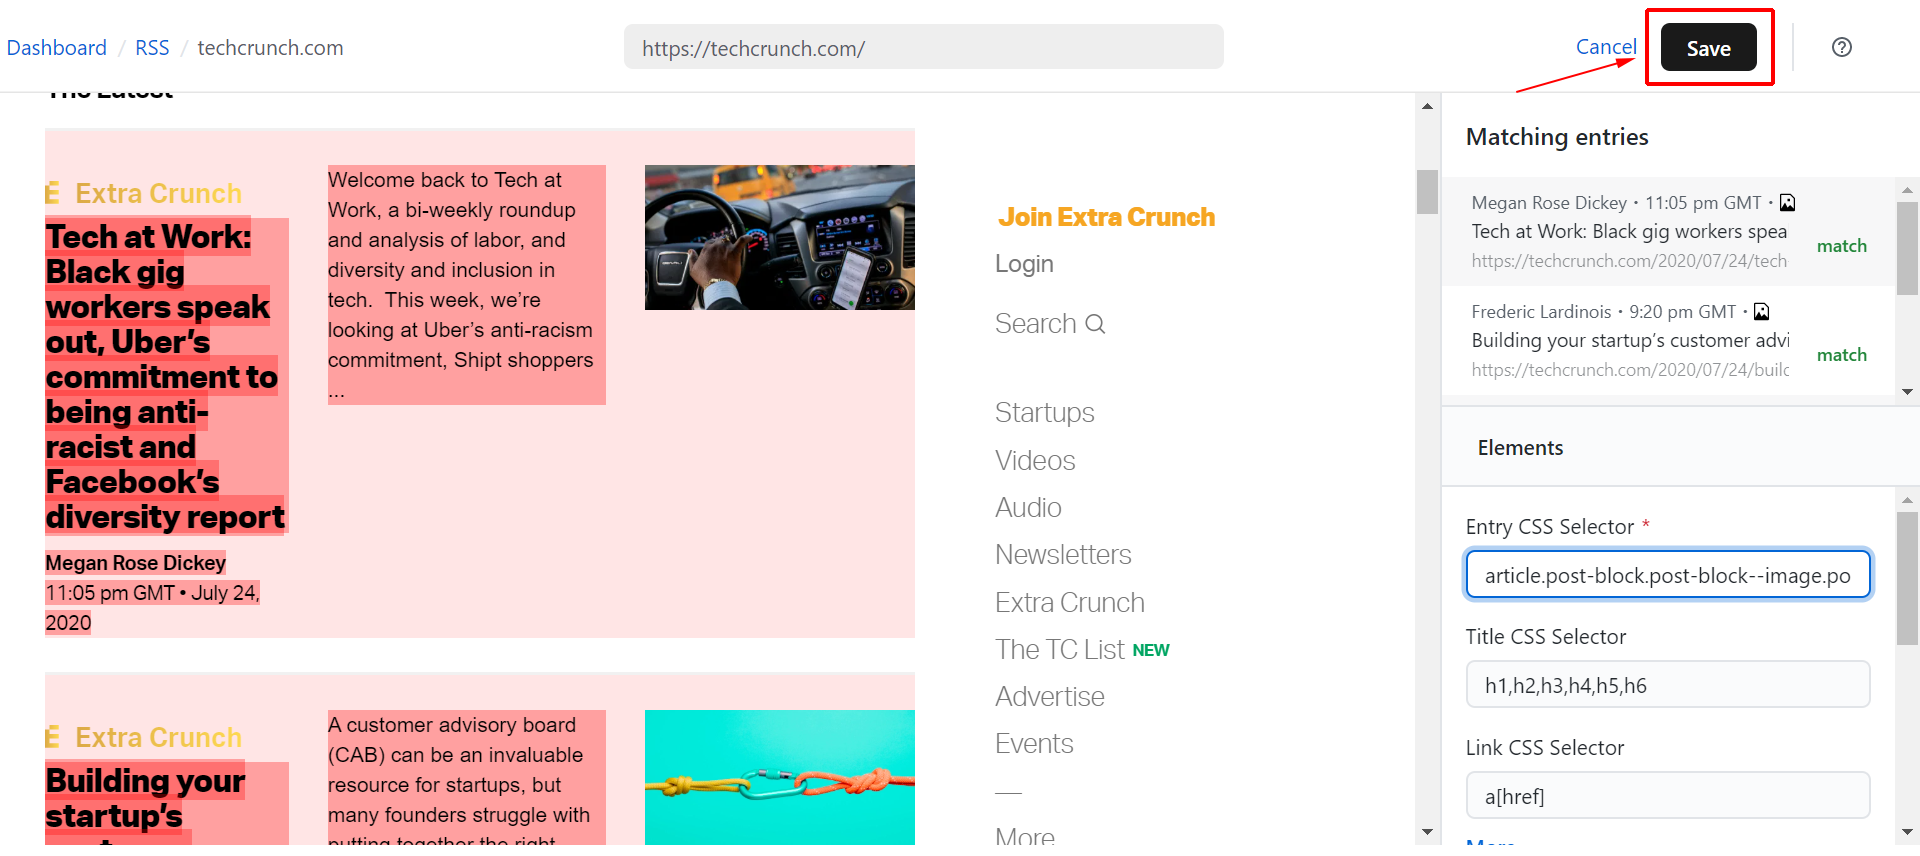 Dashboard / RSS / techcrunch.com
https://techcrunch.com/
Cancel
Save
The Latest
Extra Crunch
Tech at Work:
Black gig
workers speak
out, Uber’s
commitment to
being anti-
racist and
Facebook’s
diversity report
Megan Rose Dickey
11:05 pm GMT • July 24,
2020
Welcome back to Tech at
Work, a bi-weekly roundup
and analysis of labor, and
diversity and inclusion in
tech.  This week, we’re
looking at Uber’s anti-racism
commitment, Shipt shoppers
...
Extra Crunch
Building your
startup’s
A customer advisory board
(CAB) can be an invaluable
resource for startups, but
many founders struggle with
putting together the right
Join Extra Crunch
Login
Search
Startups
Videos
Audio
Newsletters
Extra Crunch
The TC List NEW
Advertise
Events
—
More
Matching entries
Megan Rose Dickey • 11:05 pm GMT •
Tech at Work: Black gig workers spea
https://techcrunch.com/2020/07/24/tech
match
Frederic Lardinois • 9:20 pm GMT •
Building your startup’s customer advi
https://techcrunch.com/2020/07/24/builc
match
Elements
Entry CSS Selector *
article.post-block.post-block--image.po
Title CSS Selector
h1,h2,h3,h4,h5,h6
Link CSS Selector
a[href]
More